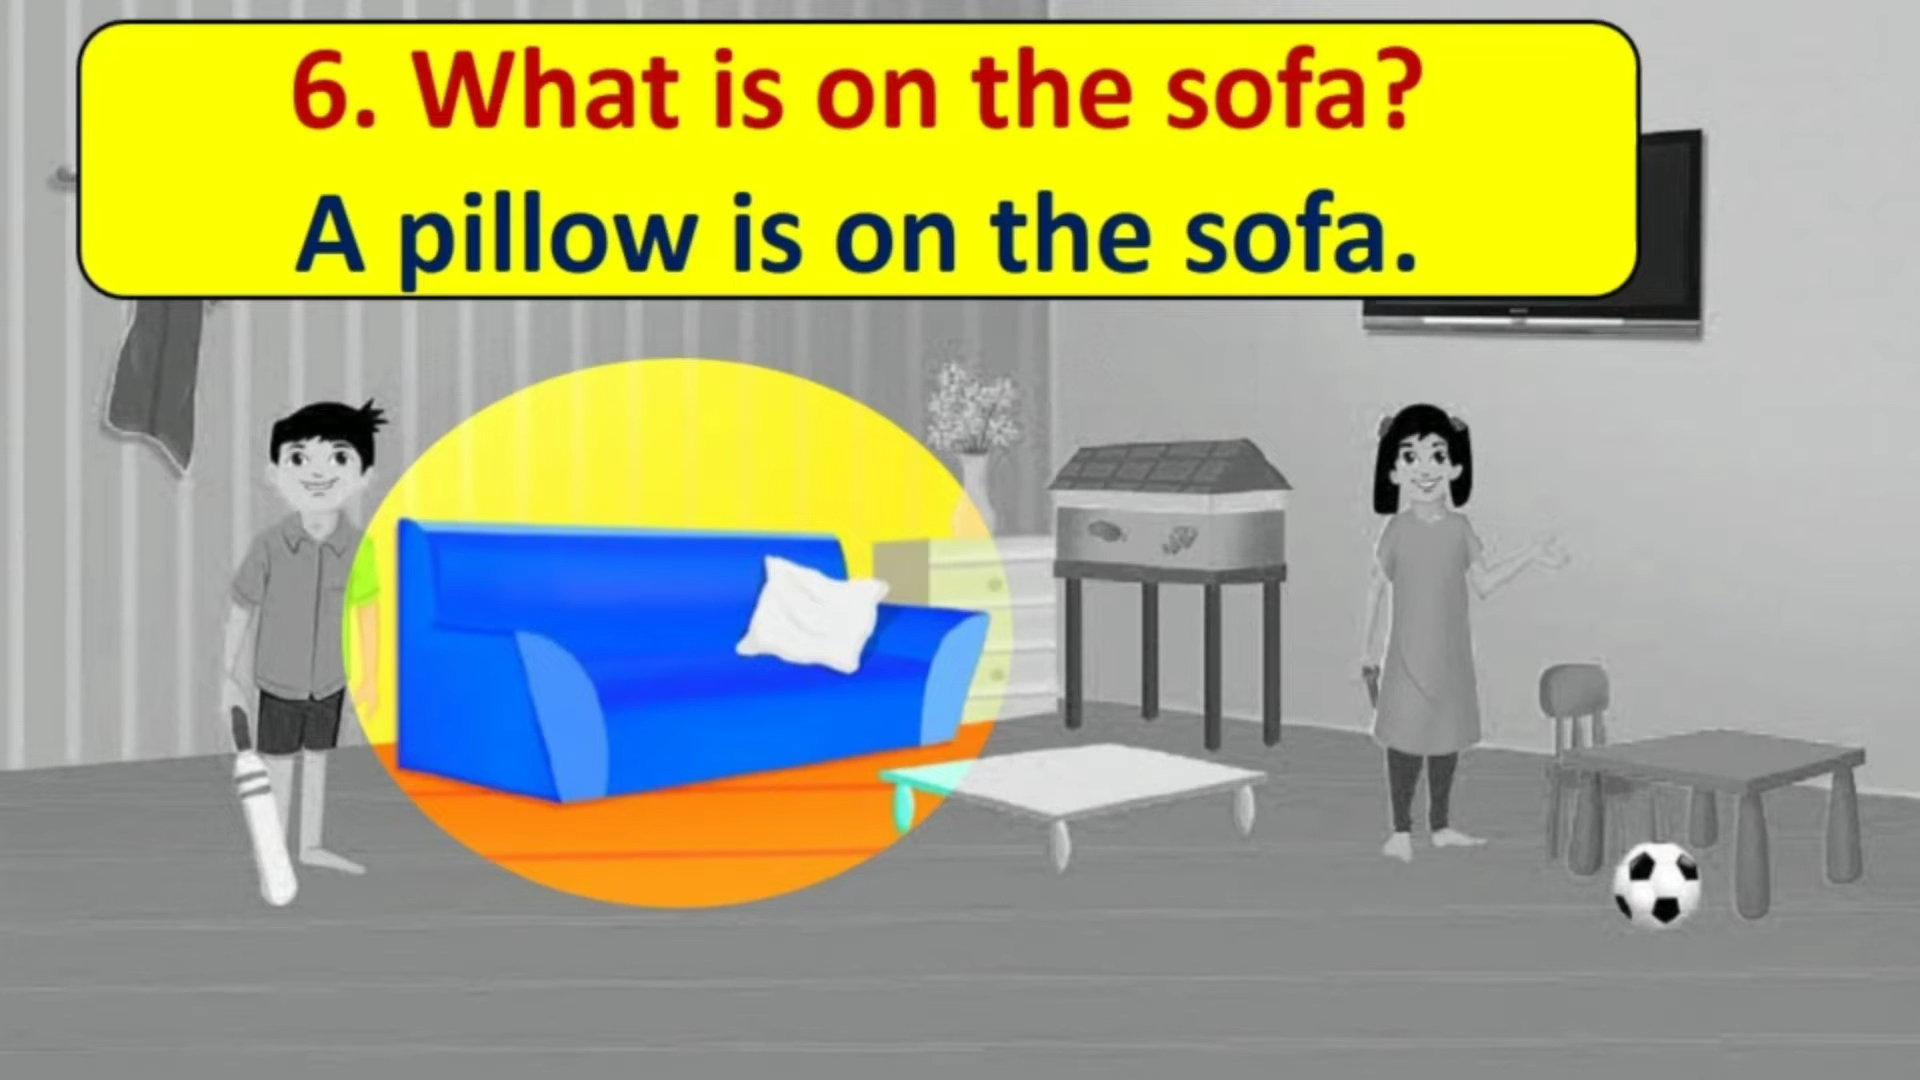 6. What is on the sofa?
A pillow is on the sofa.